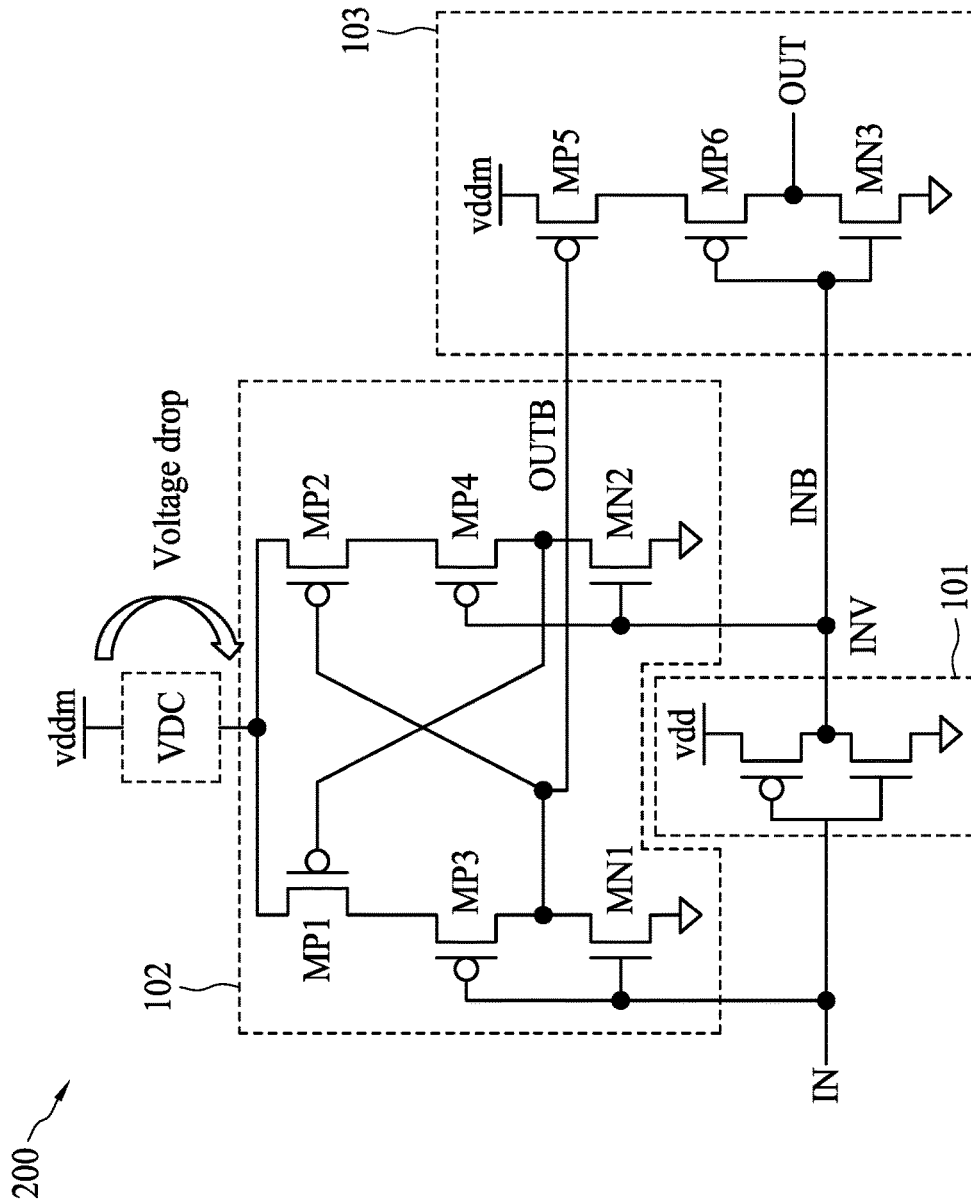 200
102
Voltage drop
vddm
VDC
MP1
MP2
MP3
MP4
MN1
MN2
OUTB
103
vddm
MP5
MP6
OUT
MN3
IN
vdd
INV
INB
101